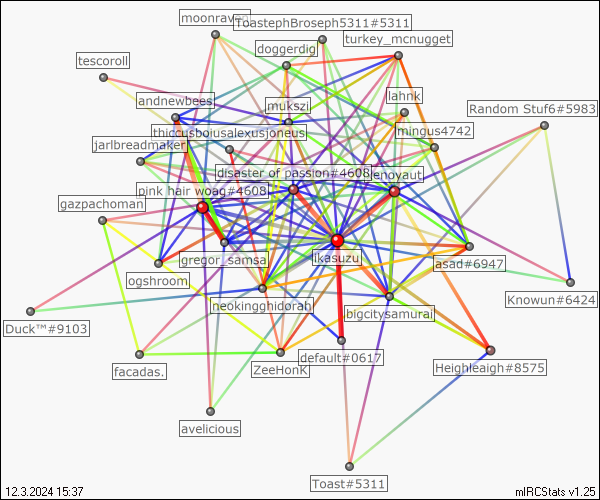 moonraven
ToastephBroseph5311#5311
turkey_mcnugget
doggerdig
tescoroll
andnewbees
mukszi
lahnk
Random Stuf6#5983
thiccusboiusalexusjoneus
mingus4742
jarlbreadmaker
disaster of passion#4608
enoyaut
pink hair woag#4608
gazpachoman
gregor_samsa
ikasuzu
asad#6947
ogshroom
neokingghidorah
bigcitysamurai
Knowun#6424
Duck™#9103
default#0617
facadas.
ZeeHonK
Heighleaigh#8575
avelicious
Toast#5311
12.3.2024 15:37
mIRCStats v1.25